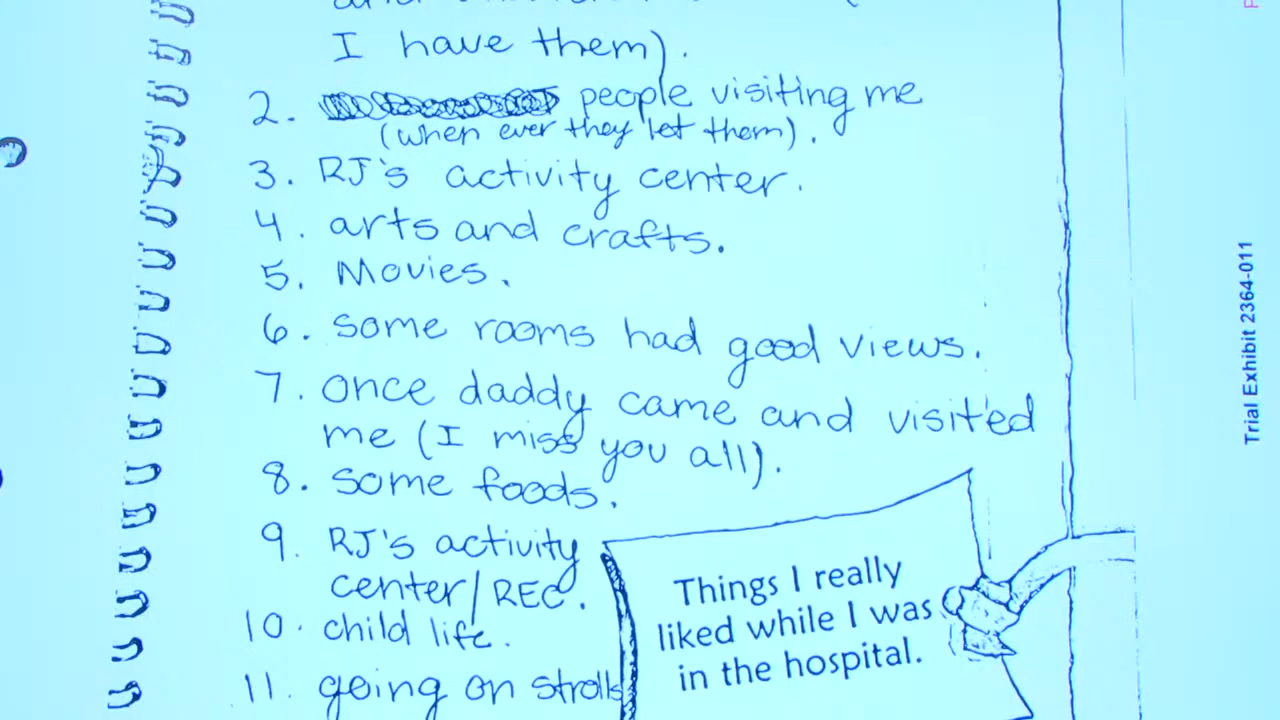 I have them).
2. people visiting me
(when ever they let them).
3. RJ's activity center.
4. arts and crafts.
5. Movies.
6. some rooms had good views.
7. once daddy came and visited
me (I miss you all).
8. some foods.
9. RJ's activity
center/REC.
10. child life.
11. going on strolls
Things I really
liked while I was
in the hospital.
Trial Exhibit 2364-011